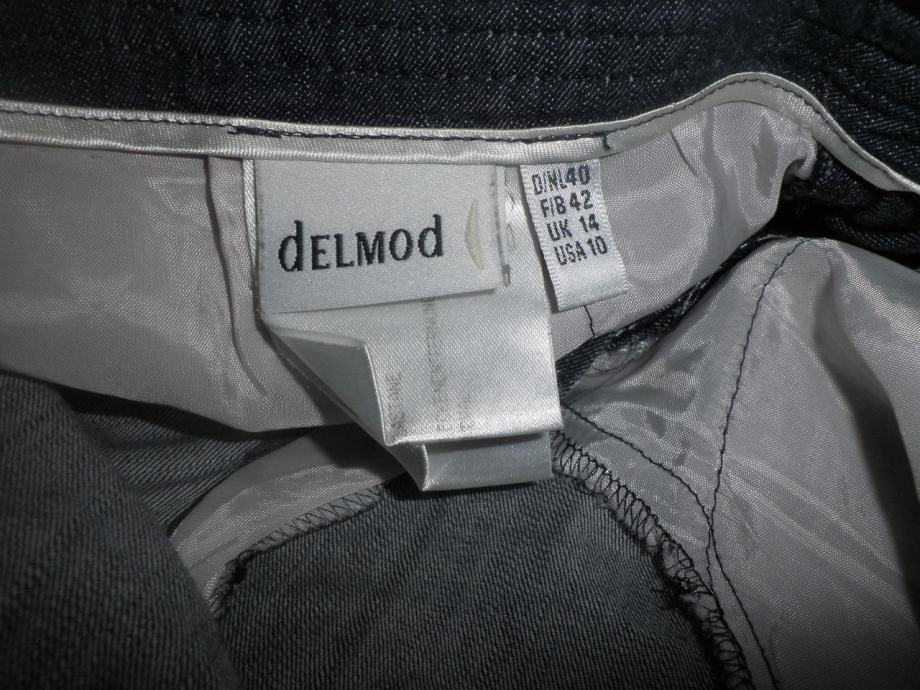 dELMOd
D/NL 40
F/B 42
UK 14
USA 10